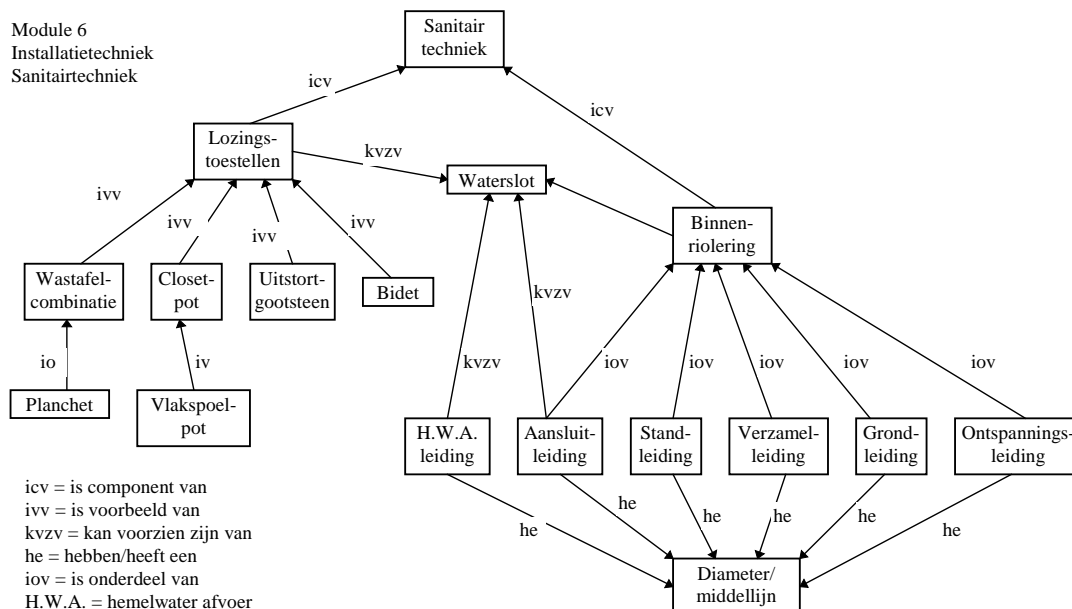 Module 6
Installatietechniek
Sanitairtechniek
Sanitair
techniek
icv
icv
Lozings-
toestellen
kvzv
Waterslot
ivv
ivv
ivv
ivv
Binnen-
riolering
Wastafel-
combinatie
Closet-
pot
Uitstort-
gootsteen
Bidet
kvzv
io
iv
kvzv
iov
iov
iov
iov
iov
Planchet
Vlakspoel-
pot
H.W.A.
leiding
Aansluit-
leiding
Stand-
leiding
Verzamel-
leiding
Grond-
leiding
Ontspannings-
leiding
he
he
he
he
he
he
Diameter/
middellijn
icv = is component van
ivv = is voorbeeld van
kvzv = kan voorzien zijn van
he = hebben/heeft een
iov = is onderdeel van
H.W.A. = hemelwater afvoer